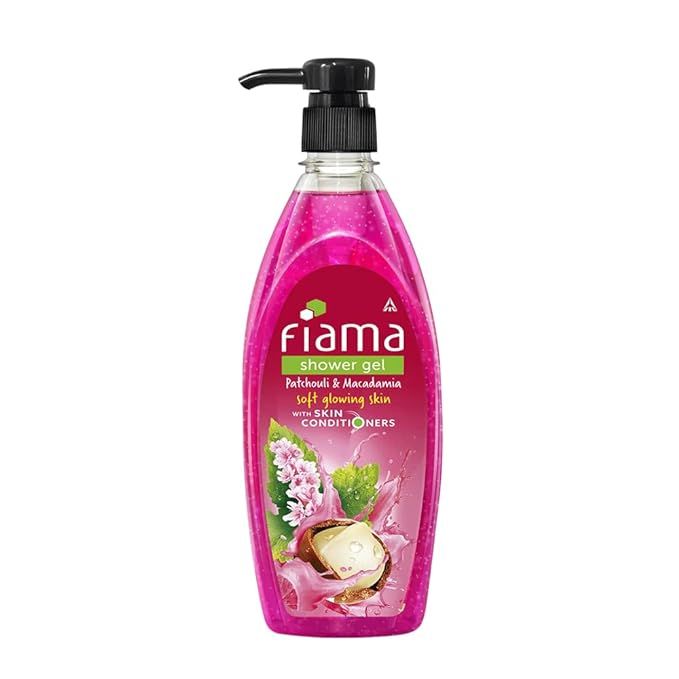 fiama
shower gel
Patchouli & Macadamia
soft glowing skin
WITH SKIN
CONDITIONERS